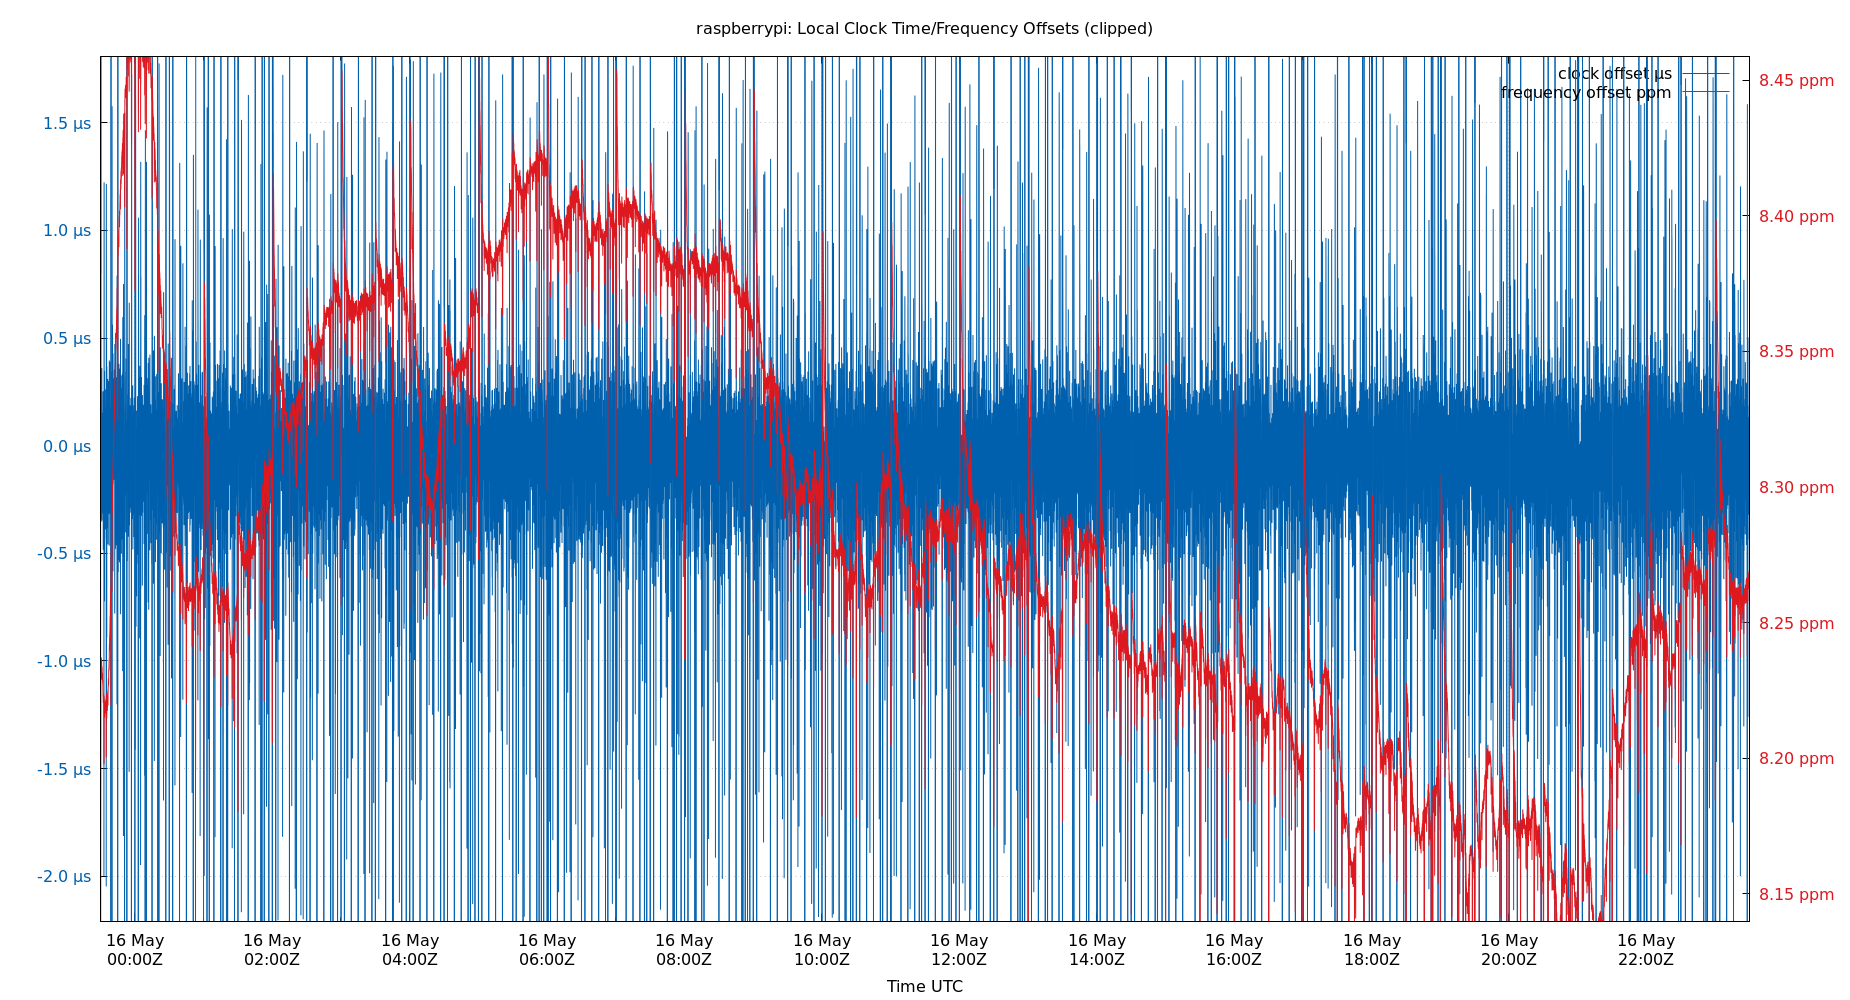 raspberrypi: Local Clock Time/Frequency Offsets (clipped)
clock offset µs
frequency offset ppm
1.5 µs
1.0 µs
0.5 µs
0.0 µs
-0.5 µs
-1.0 µs
-1.5 µs
-2.0 µs
8.45 ppm
8.40 ppm
8.35 ppm
8.30 ppm
8.25 ppm
8.20 ppm
8.15 ppm
16 May 16 May 16 May 16 May 16 May 16 May 16 May 16 May 16 May 16 May 16 May 16 May
00:00Z 02:00Z 04:00Z 06:00Z 08:00Z 10:00Z 12:00Z 14:00Z 16:00Z 18:00Z 20:00Z 22:00Z
Time UTC